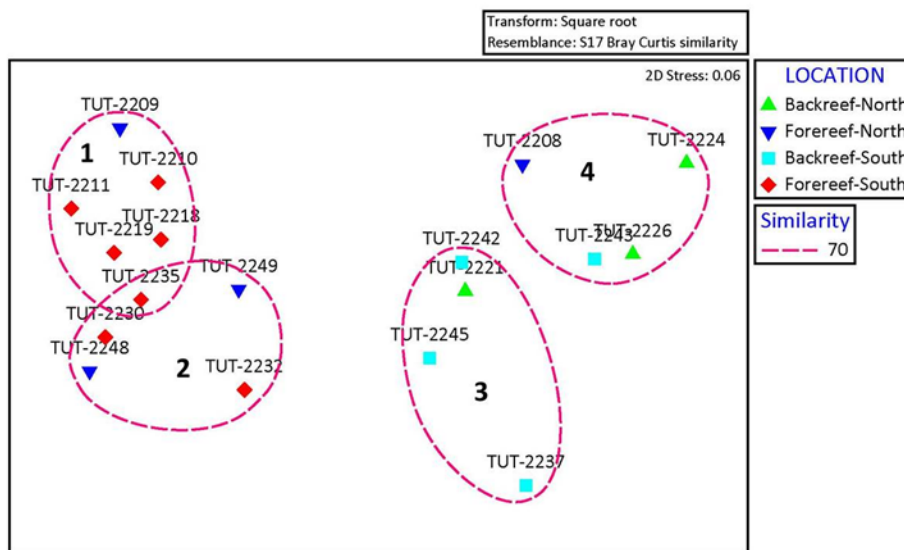 Transform: Square root
Resemblance: S17 Bray Curtis similarity
2D Stress: 0.06
LOCATION
Backreef-North
Forereef-North
Backreef-South
Forereef-South
Similarity
70
TUT-2209
1
TUT-2210
TUT-2211
TUT-2218
TUT-2219
TUT-2235
TUT-2249
TUT-2230
TUT-2248
2
TUT-2232
TUT-2208
TUT-2224
4
TUT-2243
TUT-2226
TUT-2242
TUT-2221
TUT-2245
3
TUT-2237